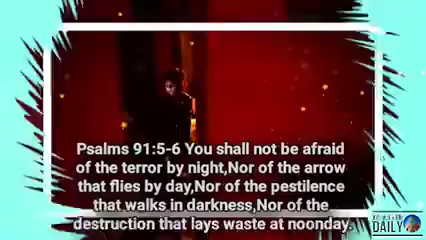 Psalms 91:5-6 You shall not be afraid
of the terror by night,Nor of the arrow
that flies by day,Nor of the pestilence
that walks in darkness,Nor of the
destruction that lays waste at noonday.
DAILY